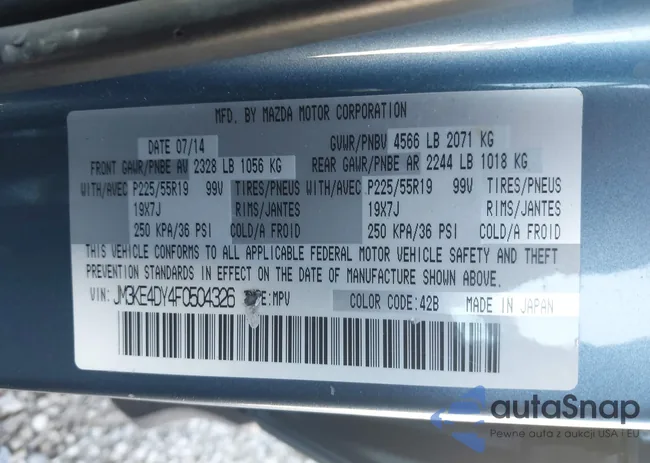 MFD. BY MAZDA MOTOR CORPORATION
DATE 07/14 GVWR/PNBV 4566 LB 2071 KG
FRONT GAWR/PNBE AV 2328 LB 1056 KG REAR GAWR/PNBE AR 2244 LB 1018 KG
WITH/AVEC P225/55R19 99V TIRES/PNEUS WITH/AVEC P225/55R19 99V TIRES/PNEUS
19X7J RIMS/JANTES 19X7J RIMS/JANTES
250 KPA/36 PSI COLD/A FROID 250 KPA/36 PSI COLD/A FROID
THIS VEHICLE CONFORMS TO ALL APPLICABLE FEDERAL MOTOR VEHICLE SAFETY AND THEFT
PREVENTION STANDARDS IN EFFECT ON THE DATE OF MANUFACTURE SHOWN ABOVE.
VIN: JM3KE4DY4F0504326 E:MPV COLOR CODE:42B MADE IN JAPAN
autaSnap
Pewne auta z aukcji USA i EU